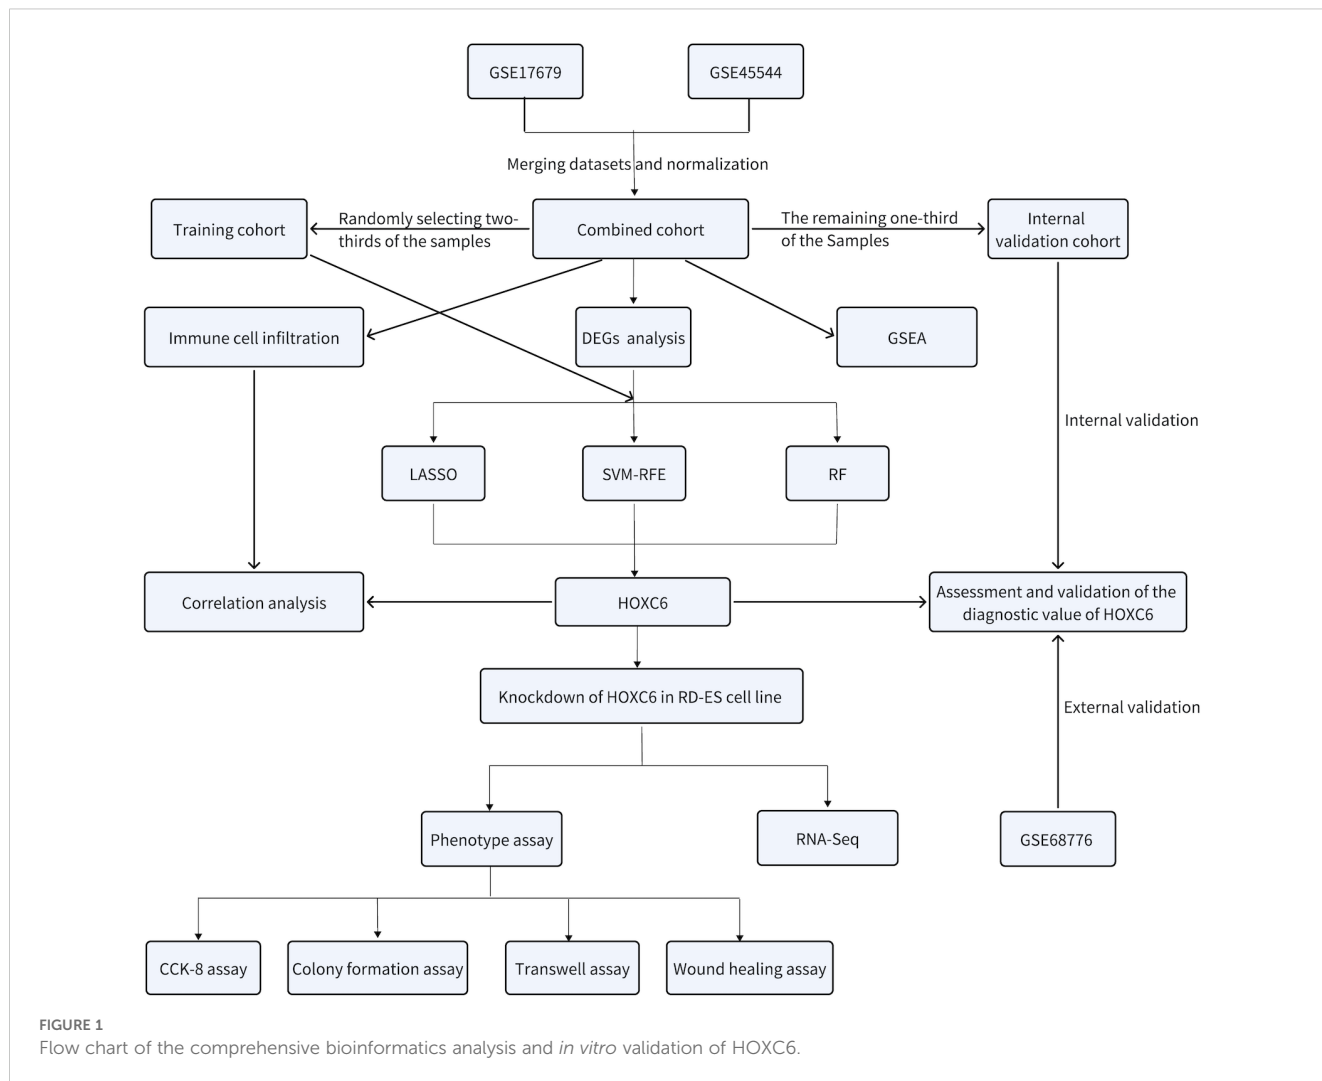 GSE17679
GSE45544
Merging datasets and normalization
Training cohort
Randomly selecting two-
thirds of the samples
Combined cohort
The remaining one-third
of the Samples
Internal
validation cohort
Immune cell infiltration
DEGs analysis
GSEA
Internal validation
LASSO
SVM-RFE
RF
Correlation analysis
HOXC6
Assessment and validation of the
diagnostic value of HOXC6
Knockdown of HOXC6 in RD-ES cell line
External validation
Phenotype assay
RNA-Seq
GSE68776
CCK-8 assay
Colony formation assay
Transwell assay
Wound healing assay
FIGURE 1
Flow chart of the comprehensive bioinformatics analysis and in vitro validation of HOXC6.